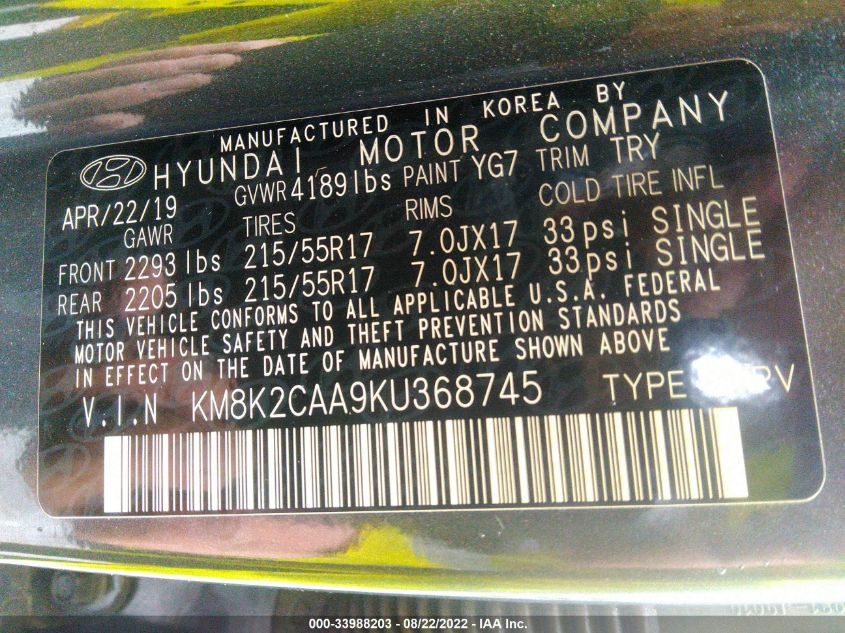 MANUFACTURED IN KOREA BY
HYUNDAI MOTOR COMPANY
APR/22/19 GVWR 4189 lbs PAINT YG7 TRIM TRY
GAWR TIRES RIMS COLD TIRE INFL
FRONT 2293 lbs 215/55R17 7.0JX17 33psi SINGLE
REAR 2205 lbs 215/55R17 7.0JX17 33psi SINGLE
THIS VEHICLE CONFORMS TO ALL APPLICABLE U.S.A. FEDERAL
MOTOR VEHICLE SAFETY AND THEFT PREVENTION STANDARDS
IN EFFECT ON THE DATE OF MANUFACTURE SHOWN ABOVE
V.I.N KM8K2CAA9KU368745 TYPE
000-33988203 - 08/22/2022 - IAA Inc.